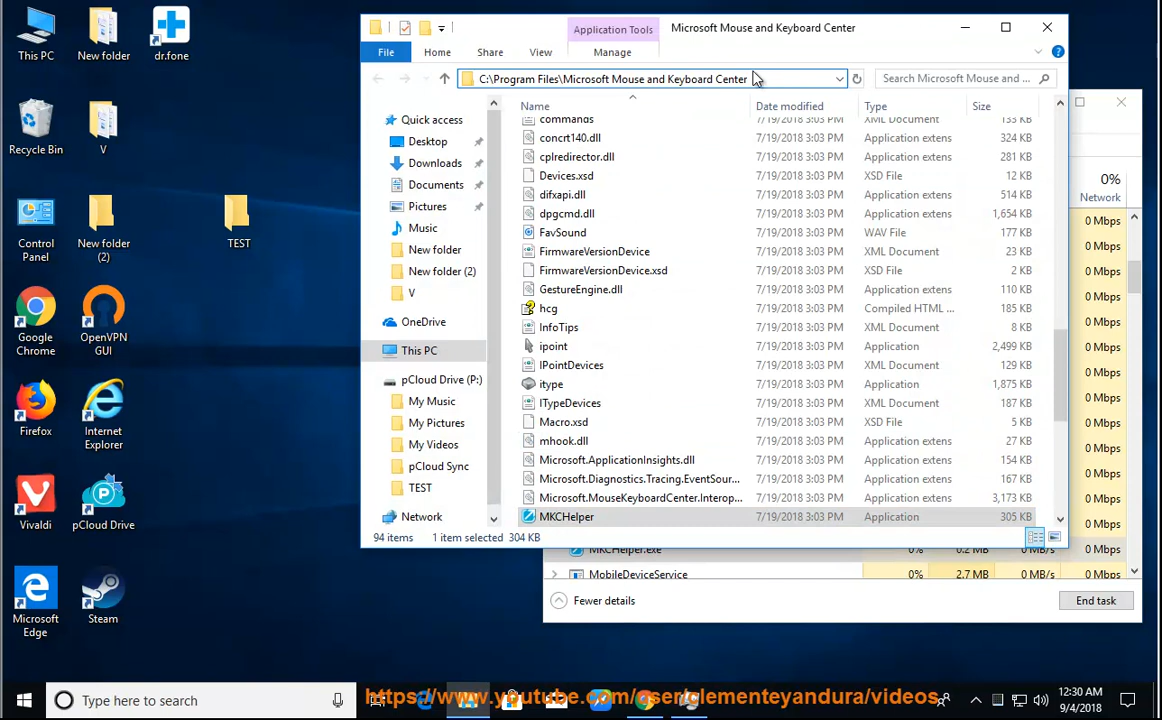 This PC
New folder
dr.fone
Recycle Bin
V
Control Panel
New folder (2)
TEST
Google Chrome
OpenVPN GUI
Firefox
Internet Explorer
Vivaldi
pCloud Drive
Microsoft Edge
Steam
Application Tools
Microsoft Mouse and Keyboard Center
File
Home
Share
View
Manage
C:\Program Files\Microsoft Mouse and Keyboard Center
Search Microsoft Mouse and ...
Quick access
Desktop
Downloads
Documents
Pictures
Music
New folder
New folder (2)
V
OneDrive
This PC
pCloud Drive (P:)
My Music
My Pictures
My Videos
pCloud Sync
TEST
Network
Name Date modified Type Size
commands 7/19/2018 3:03 PM XML Document 133 KB
concrt140.dll 7/19/2018 3:03 PM Application extens 324 KB
cplredirector.dll 7/19/2018 3:03 PM Application extens 281 KB
Devices.xsd 7/19/2018 3:03 PM XSD File 12 KB
difxapi.dll 7/19/2018 3:03 PM Application extens 514 KB
dpgcmd.dll 7/19/2018 3:03 PM Application extens 1,654 KB
FavSound 7/19/2018 3:03 PM WAV File 177 KB
FirmwareVersionDevice 7/19/2018 3:03 PM XML Document 23 KB
FirmwareVersionDevice.xsd 7/19/2018 3:03 PM XSD File 2 KB
GestureEngine.dll 7/19/2018 3:03 PM Application extens 110 KB
hcg 7/19/2018 3:03 PM Compiled HTML ... 185 KB
InfoTips 7/19/2018 3:03 PM XML Document 8 KB
ipoint 7/19/2018 3:03 PM Application 2,499 KB
IPointDevices 7/19/2018 3:03 PM XML Document 129 KB
itype 7/19/2018 3:03 PM Application 1,875 KB
ITypeDevices 7/19/2018 3:03 PM XML Document 187 KB
Macro.xsd 7/19/2018 3:03 PM XSD File 5 KB
mhook.dll 7/19/2018 3:03 PM Application extens 27 KB
Microsoft.ApplicationInsights.dll 7/19/2018 3:03 PM Application extens 154 KB
Microsoft.Diagnostics.Tracing.EventSour... 7/19/2018 3:03 PM Application extens 167 KB
Microsoft.MouseKeyboardCenter.Interop... 7/19/2018 3:03 PM Application extens 3,173 KB
MKCHelper 7/19/2018 3:03 PM Application 305 KB
94 items 1 item selected 304 KB
0%
Network
0 Mbps
0 Mbps
0 Mbps
0 Mbps
0 Mbps
0 Mbps
0 Mbps
0 Mbps
0 Mbps
0 Mbps
0 Mbps
0 Mbps
0 Mbps
MKCHelper.exe 0% 0.2 MB 0 MB/s 0 Mbps
MobileDeviceService 0% 2.7 MB 0 MB/s 0 Mbps
Fewer details
End task
Type here to search
12:30 AM
9/4/2018